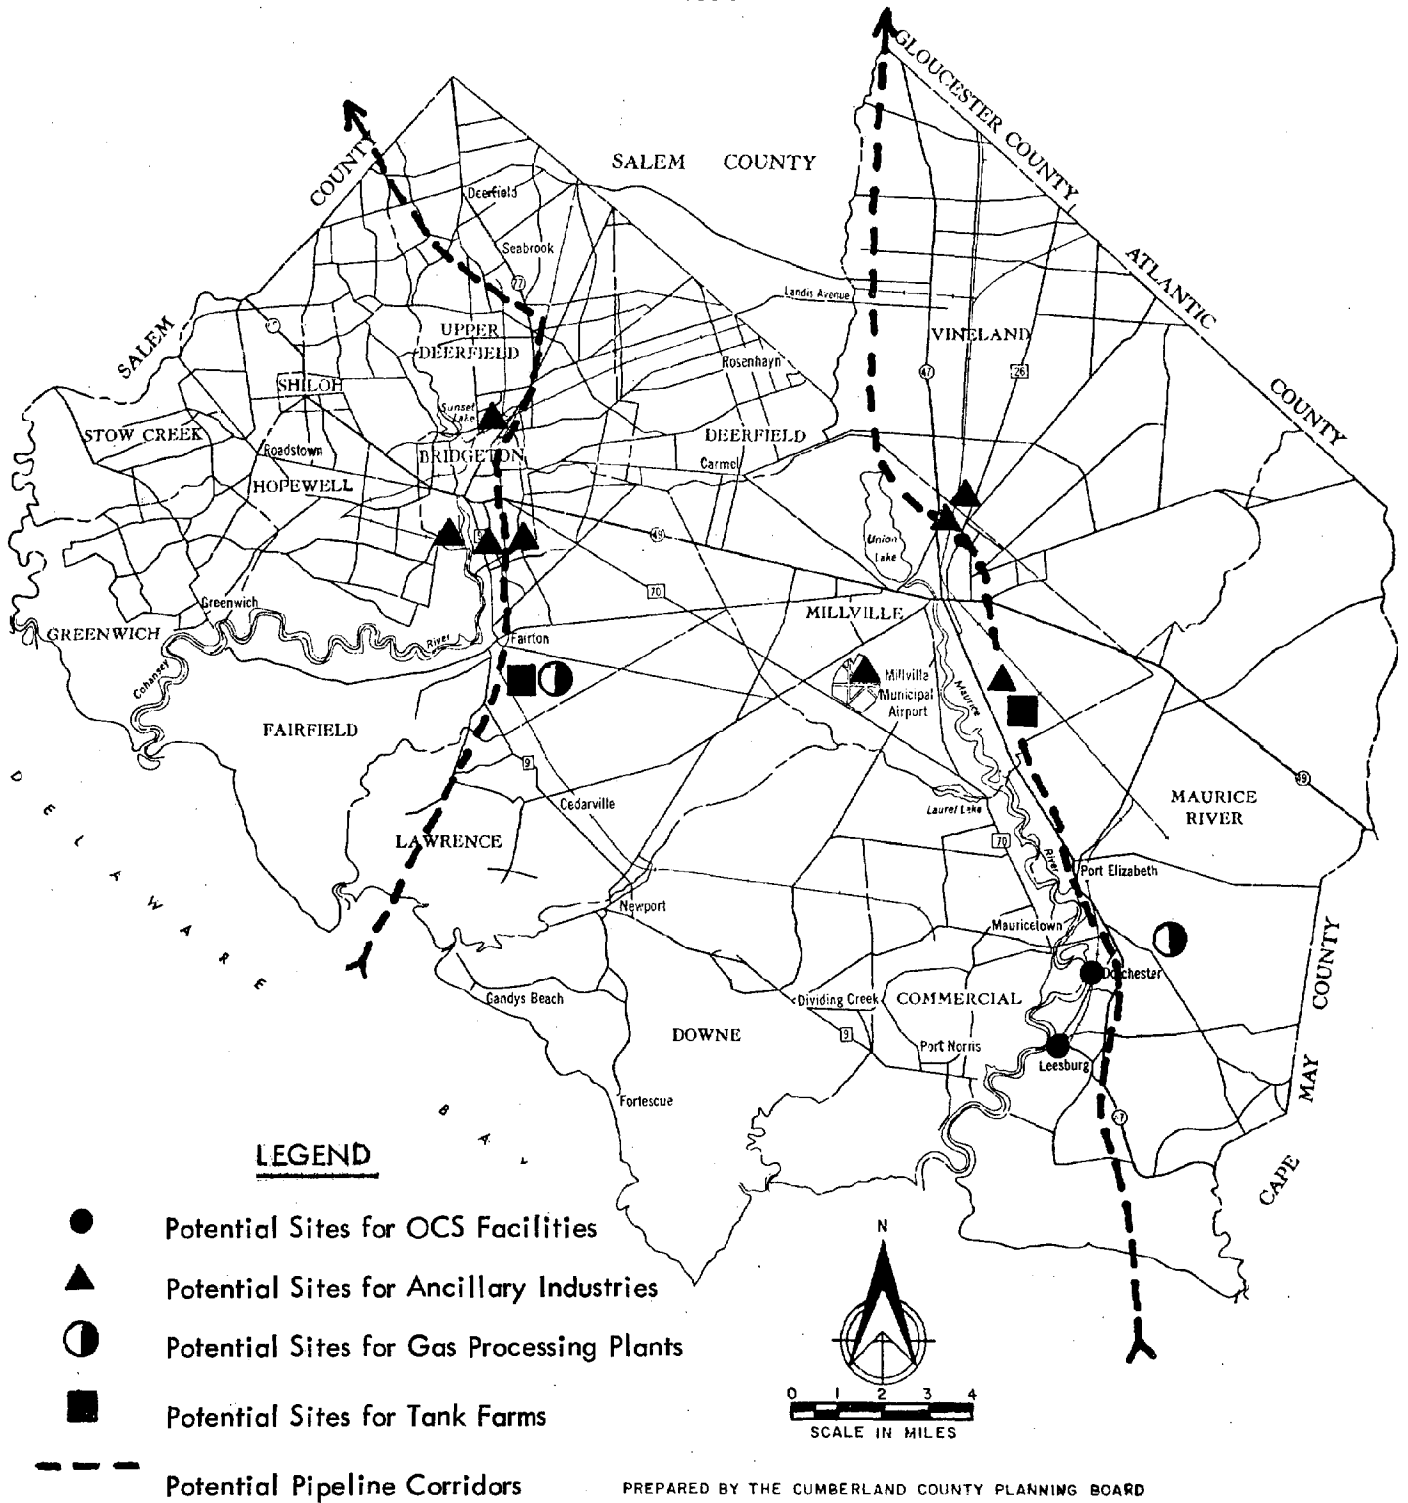 GLOUCESTER COUNTY
SALEM COUNTY
COUNTY
Deerfield
Seabrook
77
Landis Avenue
ATLANTIC
SALEM
UPPER
DEERFIELD
VINELAND
Rosenhayn
47
26
SHILOH
COUNTY
Sunset
Lake
STOW CREEK
DEERFIELD
Roadstown
BRIDGETON
Carmel
HOPEWELL
49
Union
Lake
70
Greenwich
MILLVILLE
GREENWICH
River
Fairton
Cohansey
Millville
Municipal
Airport
Maurice
FAIRFIELD
9
49
Cedarville
MAURICE
RIVER
Laurel Lake
LAWRENCE
70
River
Port Elizabeth
DELAWARE
Newport
Mauricetown
COUNTY
Dorchester
Gandys Beach
Dividing Creek
COMMERCIAL
DOWNE
9
Port Norris
Leesburg
MAY
Fortescue
47
BAY
CAPE
LEGEND
Potential Sites for OCS Facilities
Potential Sites for Ancillary Industries
Potential Sites for Gas Processing Plants
Potential Sites for Tank Farms
Potential Pipeline Corridors
N
0 1 2 3 4
SCALE IN MILES
PREPARED BY THE CUMBERLAND COUNTY PLANNING BOARD